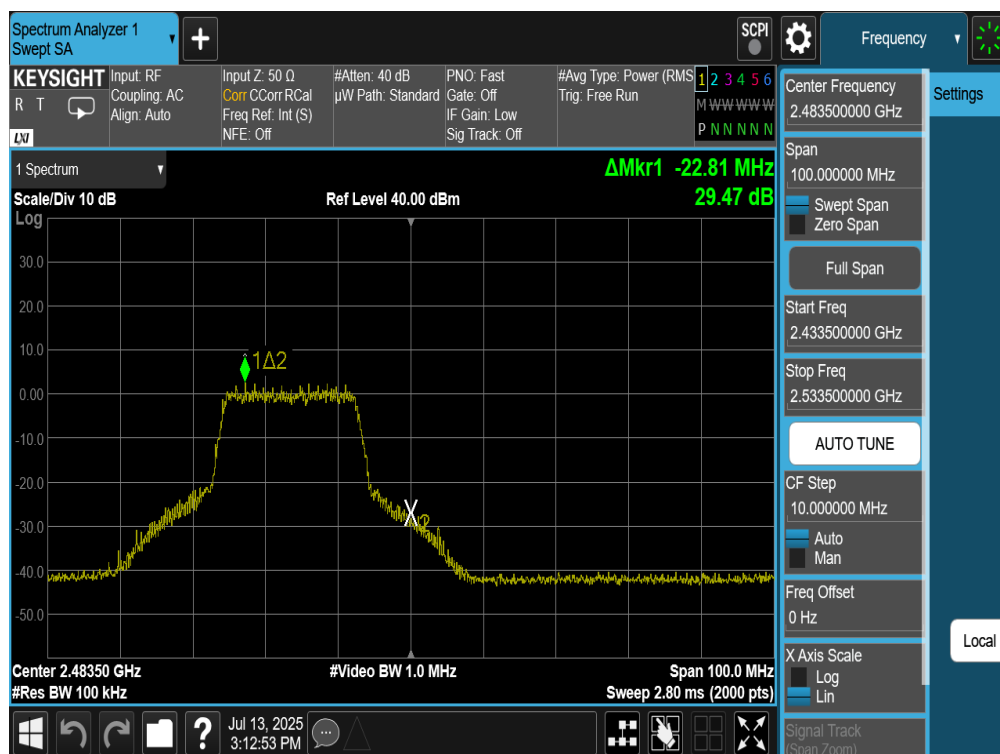 Spectrum Analyzer 1
Swept SA
+
SCPI
Frequency
KEYSIGHT
R T
LXI
Input: RF
Coupling: AC
Align: Auto
Input Z: 50 Ω
Corr CCorr RCal
Freq Ref: Int (S)
NFE: Off
#Atten: 40 dB
µW Path: Standard
PNO: Fast
Gate: Off
IF Gain: Low
Sig Track: Off
#Avg Type: Power (RMS
Trig: Free Run
1 2 3 4 5 6
M W W W W W
P N N N N N
1 Spectrum
ΔMkr1 -22.81 MHz
29.47 dB
Scale/Div 10 dB
Ref Level 40.00 dBm
Log
30.0
20.0
10.0
0.00
-10.0
-20.0
-30.0
-40.0
-50.0
1Δ2
X2
Center 2.48350 GHz
#Video BW 1.0 MHz
Span 100.0 MHz
#Res BW 100 kHz
Sweep 2.80 ms (2000 pts)
?
Jul 13, 2025
3:12:53 PM
Center Frequency
2.483500000 GHz
Span
100.000000 MHz
Swept Span
Zero Span
Full Span
Start Freq
2.433500000 GHz
Stop Freq
2.533500000 GHz
AUTO TUNE
CF Step
10.000000 MHz
Auto
Man
Freq Offset
0 Hz
X Axis Scale
Log
Lin
Signal Track
(Span Zoom)
Settings
Local